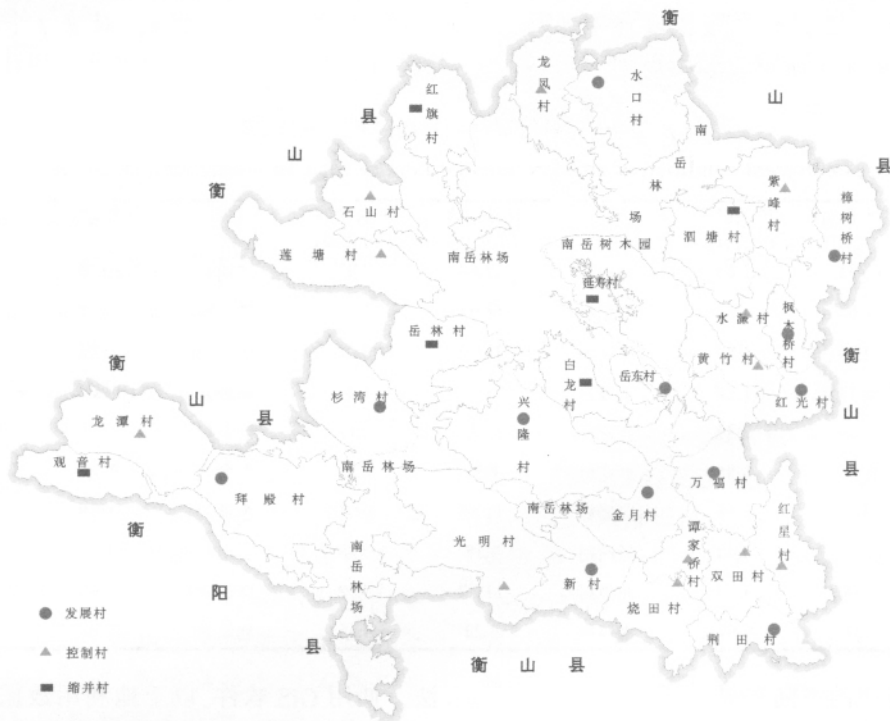 衡
山
县
衡
山
县
龙凤村
水口村
红旗村
南岳林场
紫峰村
樟树桥村
石山村
泗塘村
莲塘村
南岳林场
南岳树木园
延寿村
水濂村
枫木桥村
岳林村
黄竹村
白龙村
岳东村
衡
山
县
杉湾村
兴隆村
红光村
衡
山
县
龙潭村
观音村
拜殿村
南岳林场
万福村
南岳林场
金月村
红星村
谭家桥村
光明村
南岳林场
新村
双田村
烧田村
荆田村
衡
阳
县
衡山县
发展村
控制村
缩并村